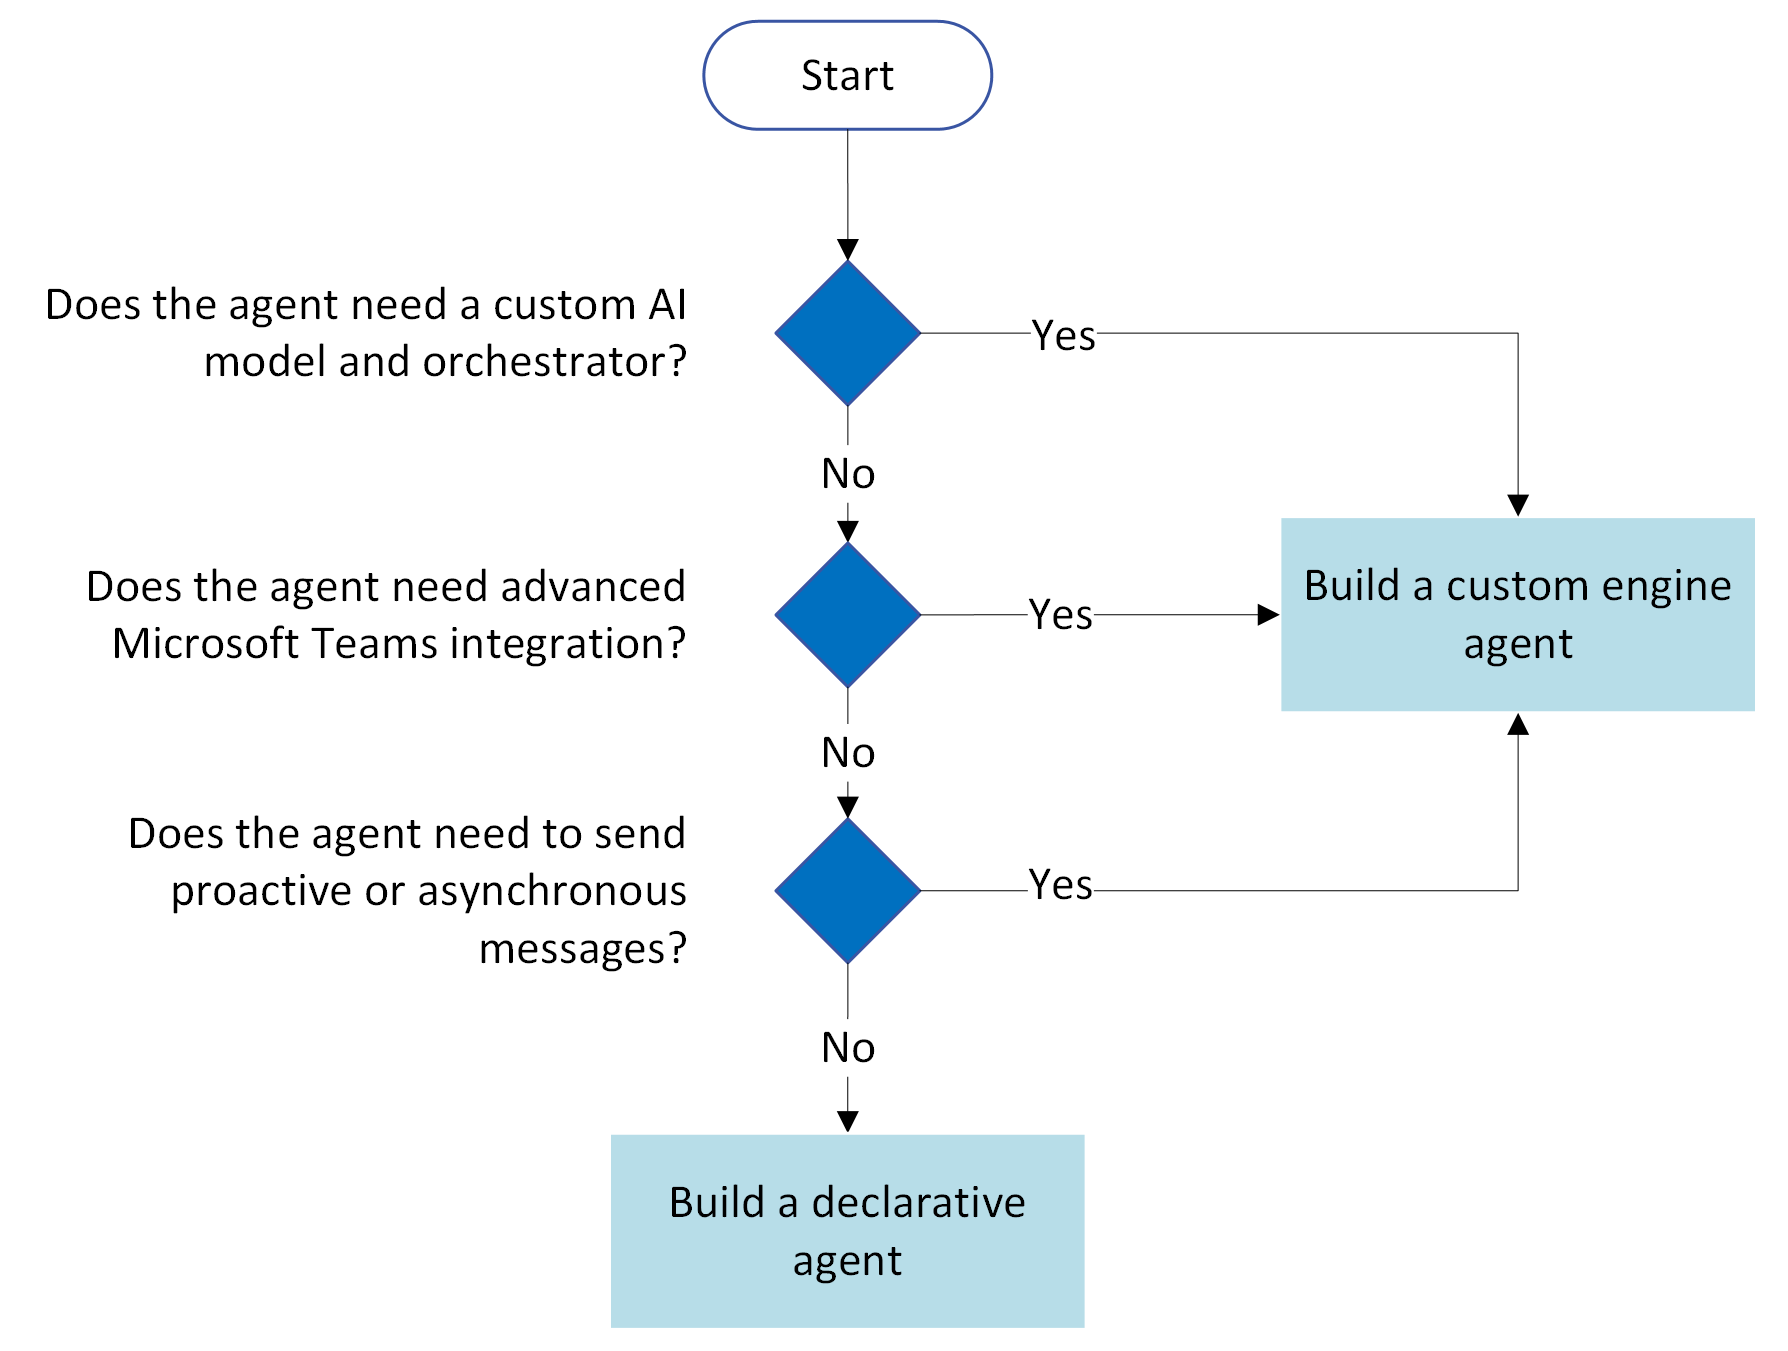 Start
Does the agent need a custom AI
model and orchestrator?
Yes
No
Does the agent need advanced
Microsoft Teams integration?
Yes
Build a custom engine
agent
No
Does the agent need to send
proactive or asynchronous
messages?
Yes
No
Build a declarative
agent